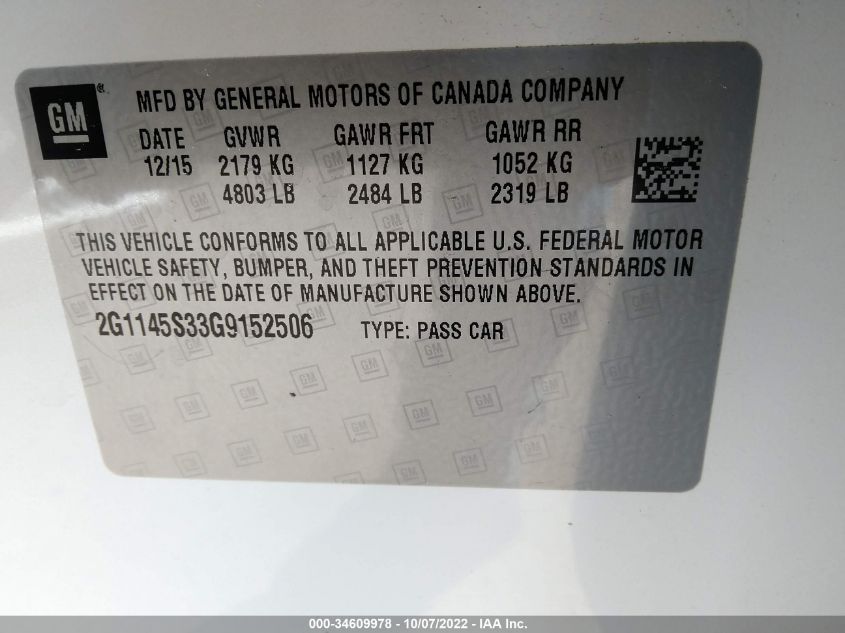 GM ® MFD BY GENERAL MOTORS OF CANADA COMPANY
DATE GVWR GAWR FRT GAWR RR
12/15 2179 KG 1127 KG 1052 KG
4803 LB 2484 LB 2319 LB
THIS VEHICLE CONFORMS TO ALL APPLICABLE U.S. FEDERAL MOTOR
VEHICLE SAFETY, BUMPER, AND THEFT PREVENTION STANDARDS IN
EFFECT ON THE DATE OF MANUFACTURE SHOWN ABOVE.
2G1145S33G9152506 TYPE: PASS CAR
000-34609978 - 10/07/2022 - IAA Inc.